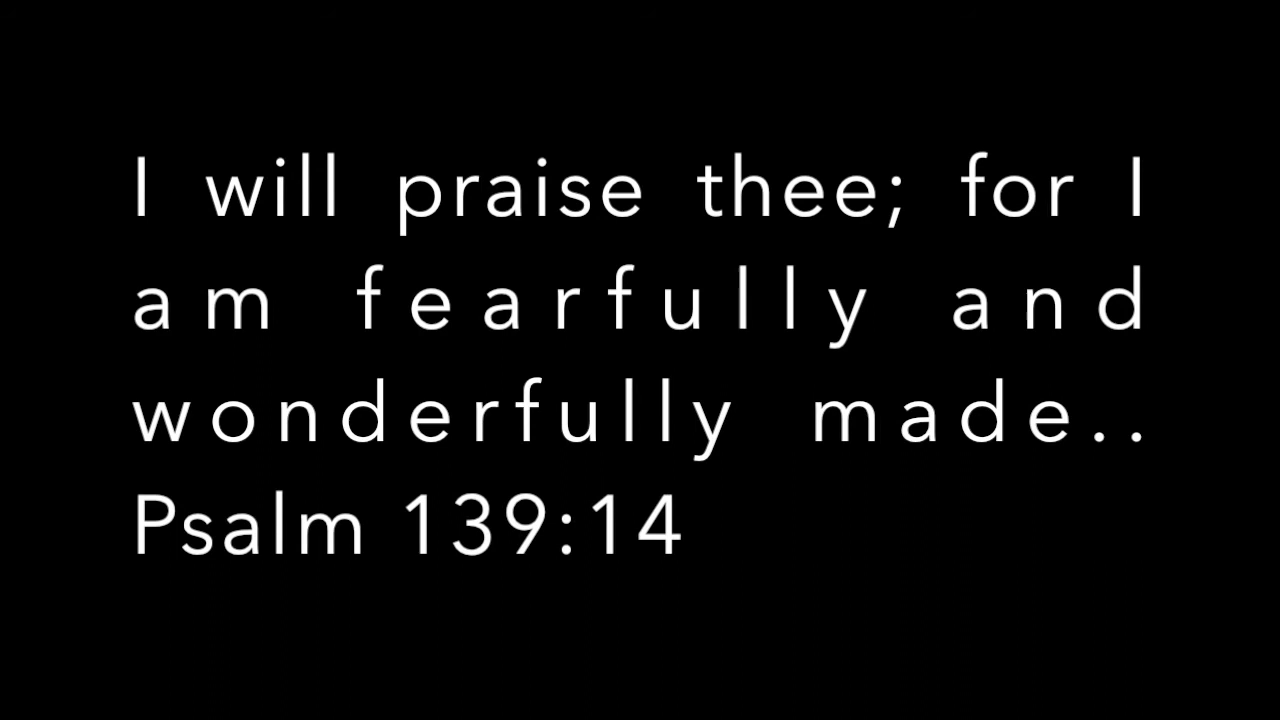 I will praise thee; for I
am fearfully and
wonderfully made..
Psalm 139:14